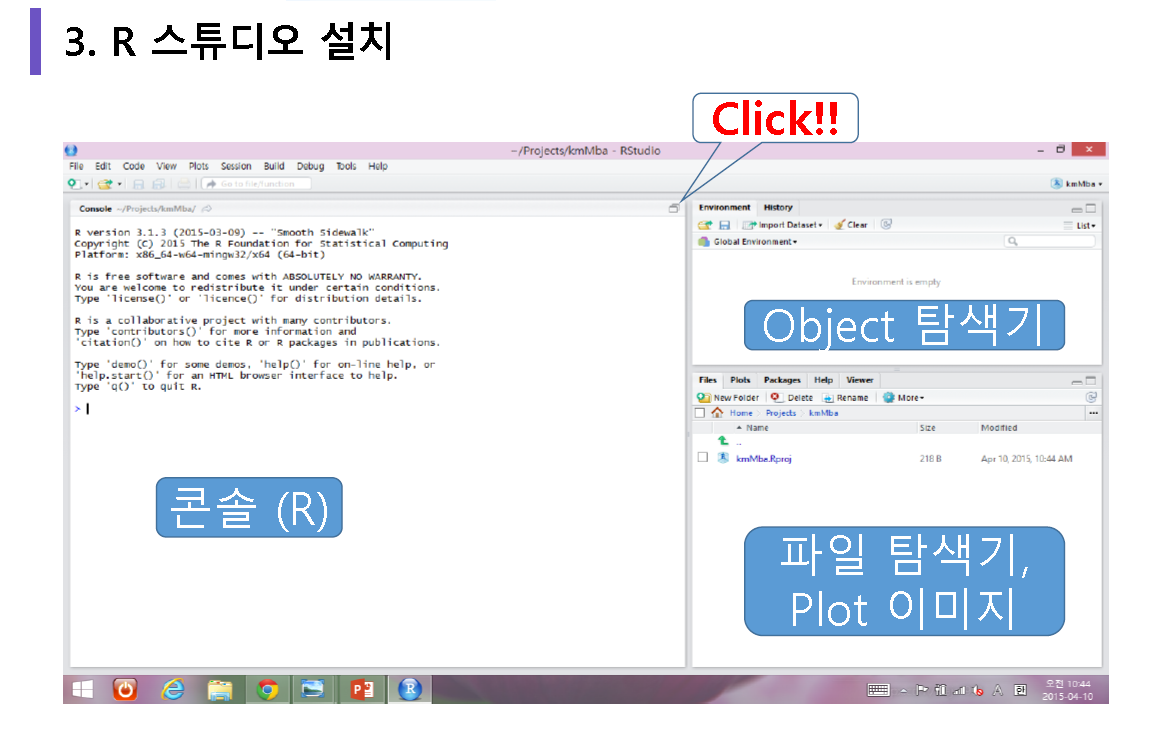 3. R 스튜디오 설치
Click!!
~/Projects/kmMba - RStudio
File Edit Code View Plots Session Build Debug Tools Help
Go to file/function
kmMba
Console ~/Projects/kmMba/
R version 3.1.3 (2015-03-09) -- "Smooth Sidewalk"
Copyright (C) 2015 The R Foundation for Statistical Computing
Platform: x86_64-w64-mingw32/x64 (64-bit)
R is free software and comes with ABSOLUTELY NO WARRANTY.
You are welcome to redistribute it under certain conditions.
Type 'license()' or 'licence()' for distribution details.
R is a collaborative project with many contributors.
Type 'contributors()' for more information and
'citation()' on how to cite R or R packages in publications.
Type 'demo()' for some demos, 'help()' for on-line help, or
'help.start()' for an HTML browser interface to help.
Type 'q()' to quit R.
>
콘솔 (R)
Environment History
Import Dataset Clear List
Global Environment
Environment is empty
Object 탐색기
Files Plots Packages Help Viewer
New Folder Delete Rename More
Home Projects kmMba
Name Size Modified
..
kmMba.Rproj 218 B Apr 10, 2015, 10:44 AM
파일 탐색기,
Plot 이미지
A 한
오전 10:44
2015-04-10